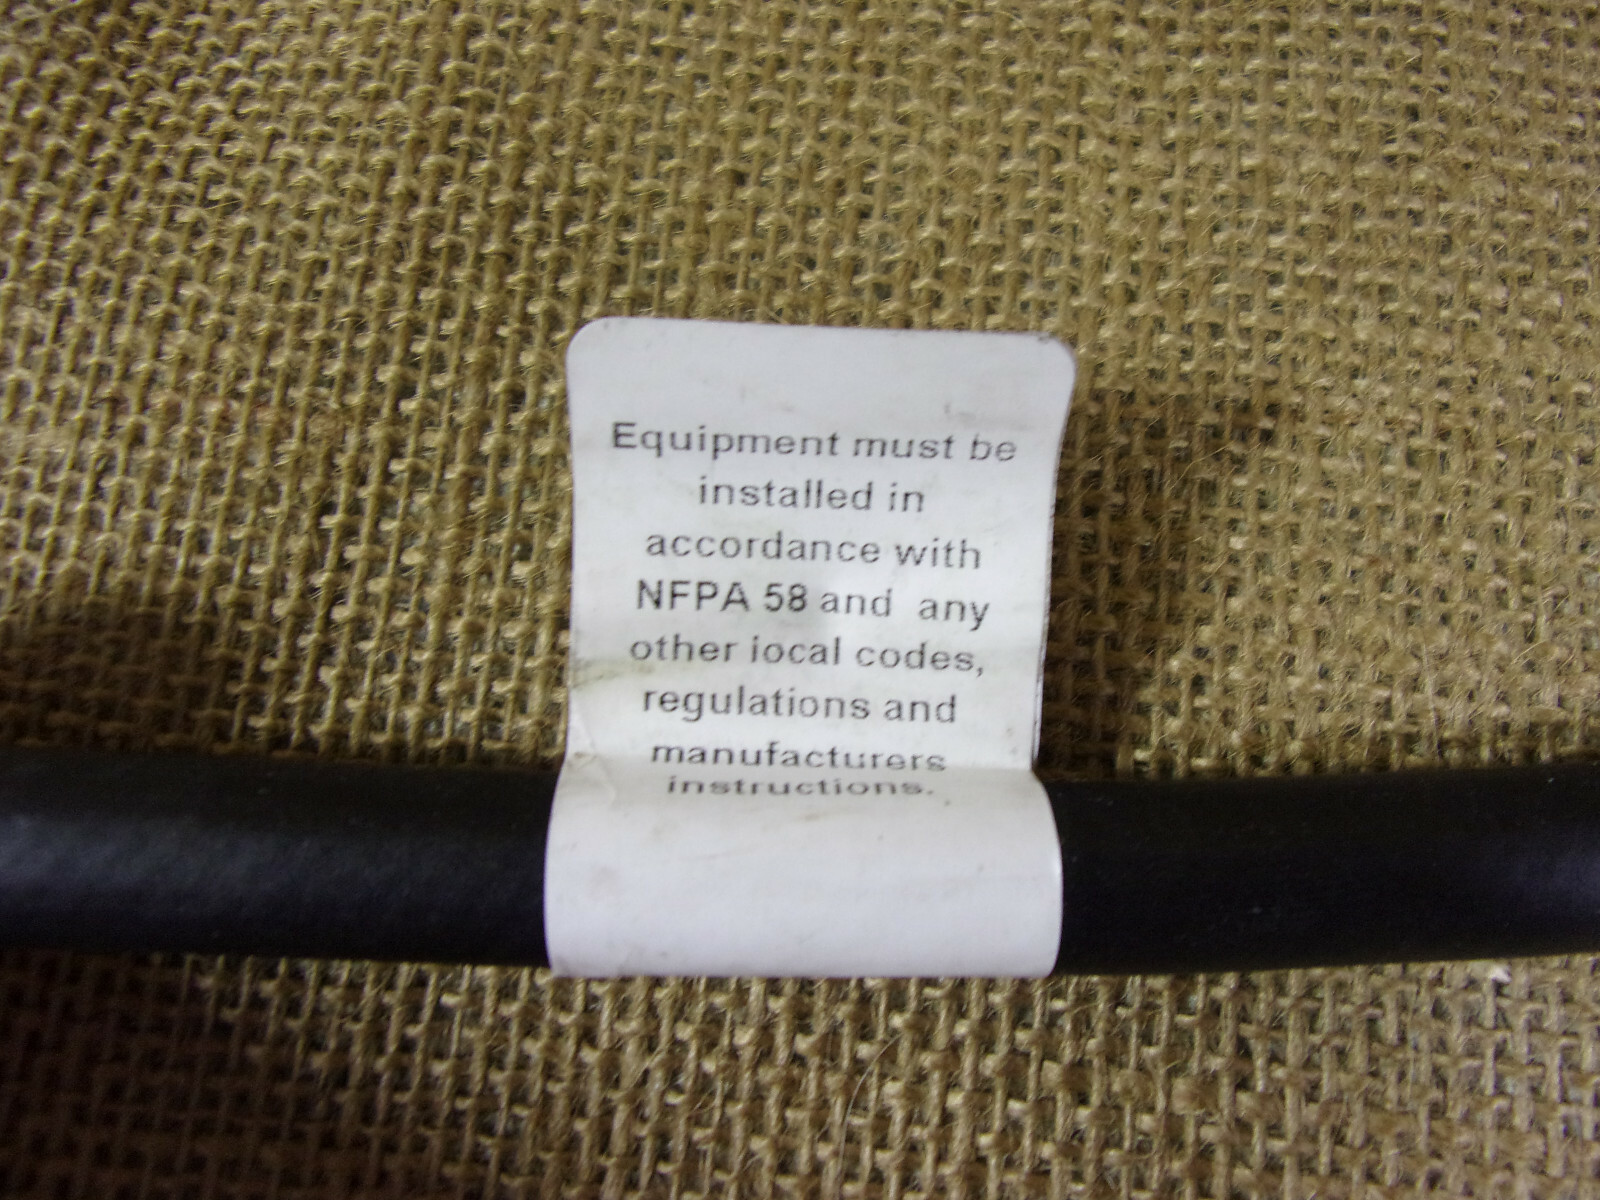 Equipment must be
installed in
accordance with
NFPA 58 and any
other iocal codes,
regulations and
manufacturers
instructions.